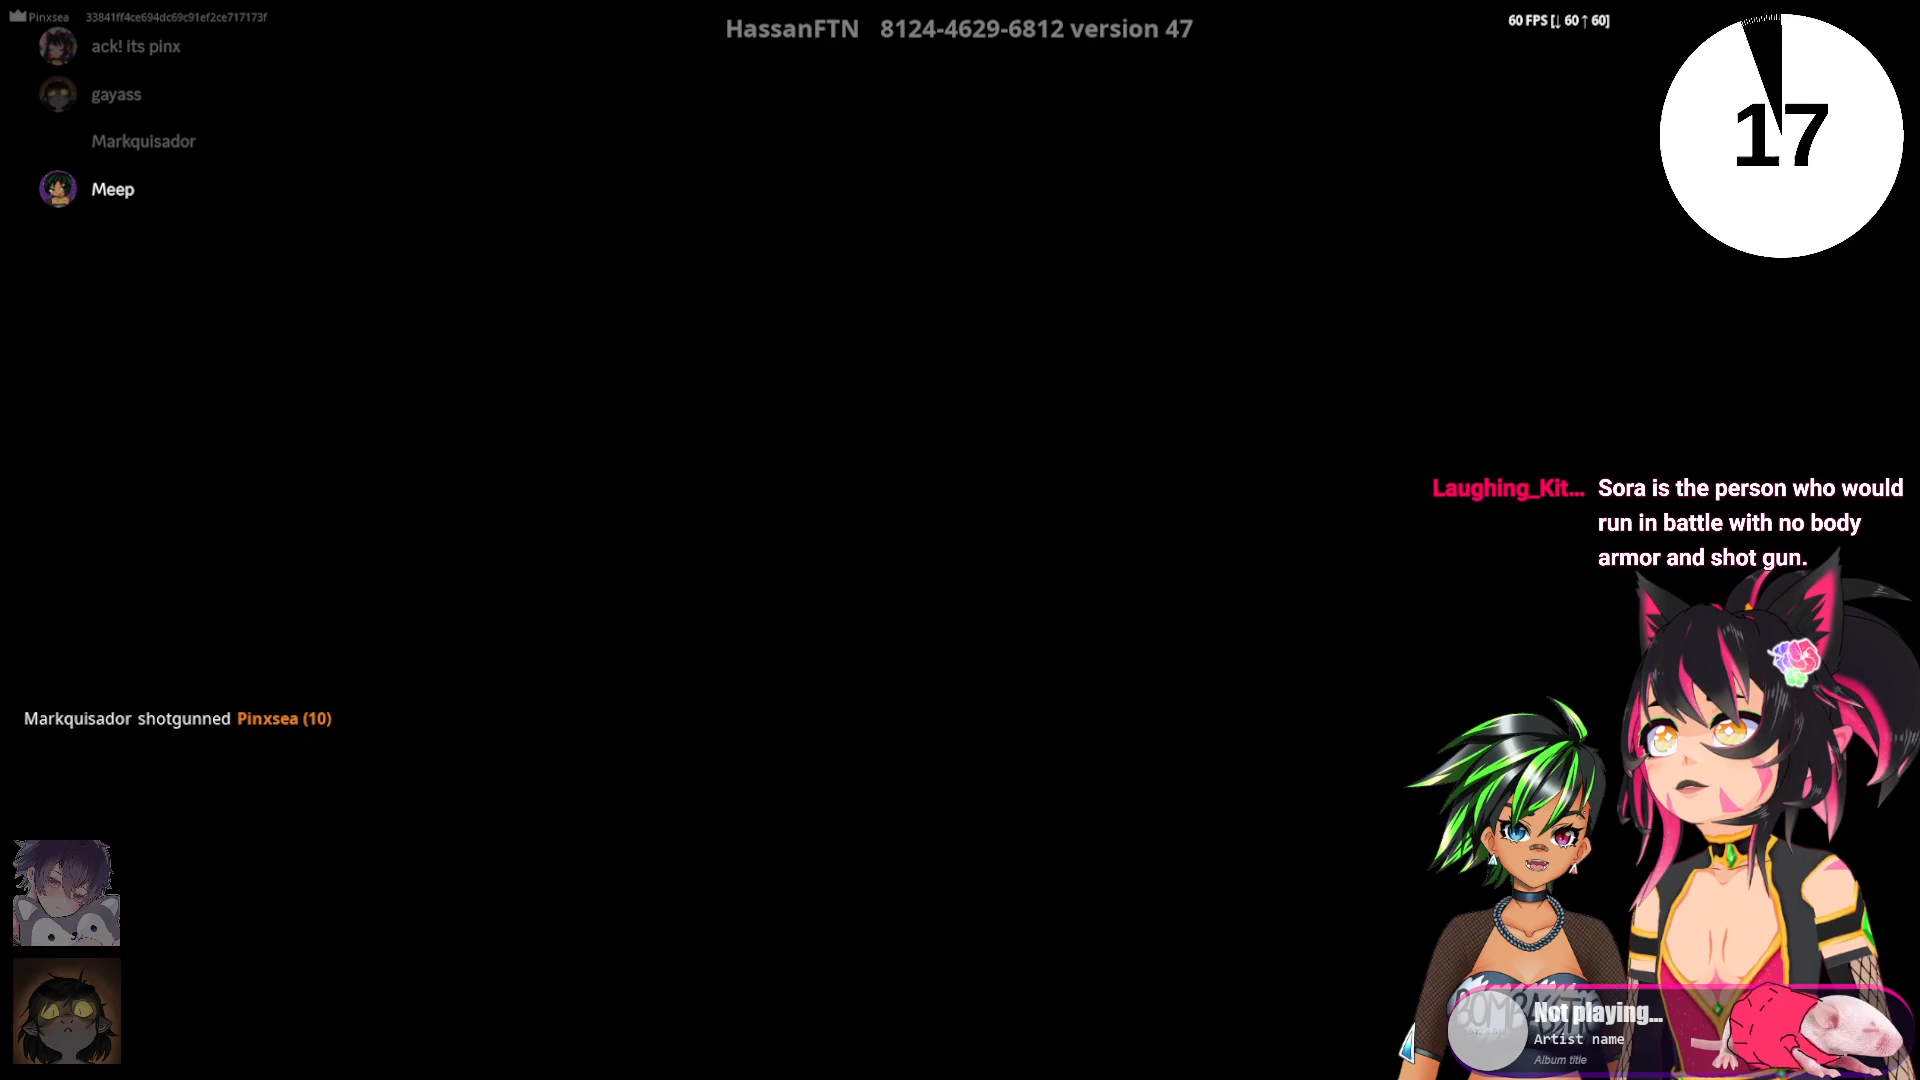 Pinxsea 33841ff4ce694dc69c91ef2ce717173f
HassanFTN 8124-4629-6812 version 47
60 FPS [↓ 60 ↑ 60]
17
ack! its pinx
gayass
Markquisador
Meep
Laughing_Kit... Sora is the person who would
run in battle with no body
armor and shot gun.
Markquisador shotgunned Pinxsea (10)
Not playing...
Artist name
Album title